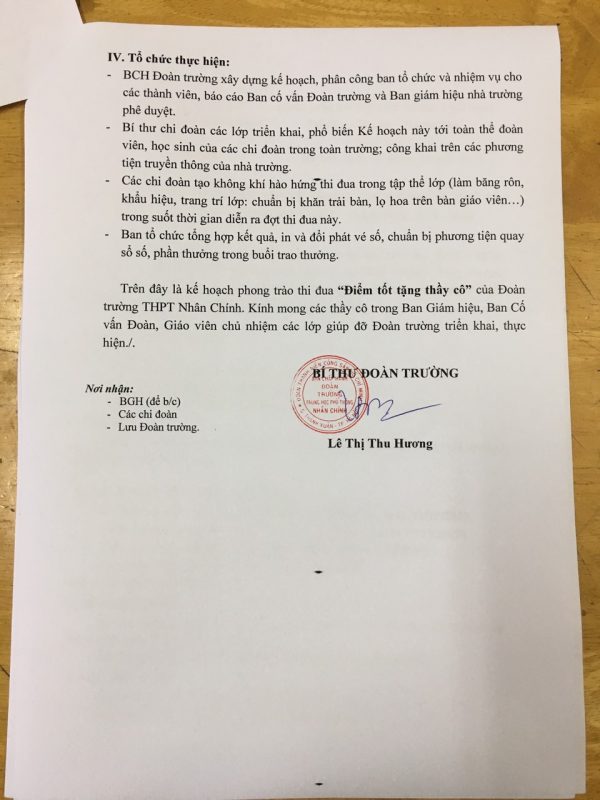 IV. Tổ chức thực hiện:
- BCH Đoàn trường xây dựng kế hoạch, phân công ban tổ chức và nhiệm vụ cho
các thành viên, báo cáo Ban cố vấn Đoàn trường và Ban giám hiệu nhà trường
phê duyệt.
- Bí thư chi đoàn các lớp triển khai, phổ biến Kế hoạch này tới toàn thể đoàn
viên, học sinh của các chi đoàn trong toàn trường; công khai trên các phương
tiện truyền thông của nhà trường.
- Các chi đoàn tạo không khí hào hứng thi đua trong tập thể lớp (làm băng rôn,
khẩu hiệu, trang trí lớp: chuẩn bị khăn trải bàn, lọ hoa trên bàn giáo viên…)
trong suốt thời gian diễn ra đợt thi đua này.
- Ban tổ chức tổng hợp kết quả, in và đổi phát vé số, chuẩn bị phương tiện quay
sổ số, phần thưởng trong buổi trao thưởng.
Trên đây là kế hoạch phong trào thi đua “Điểm tốt tặng thầy cô” của Đoàn
trường THPT Nhân Chính. Kính mong các thầy cô trong Ban Giám hiệu, Ban Cố
vấn Đoàn, Giáo viên chủ nhiệm các lớp giúp đỡ Đoàn trường triển khai, thực
hiện./.
BÍ THƯ ĐOÀN TRƯỜNG
ĐOÀN
TRƯỜNG
TRUNG HỌC PHỔ THÔNG
NHÂN CHÍNH
Lê Thị Thu Hương
Nơi nhận:
- BGH (để b/c)
- Các chi đoàn
- Lưu Đoàn trường.